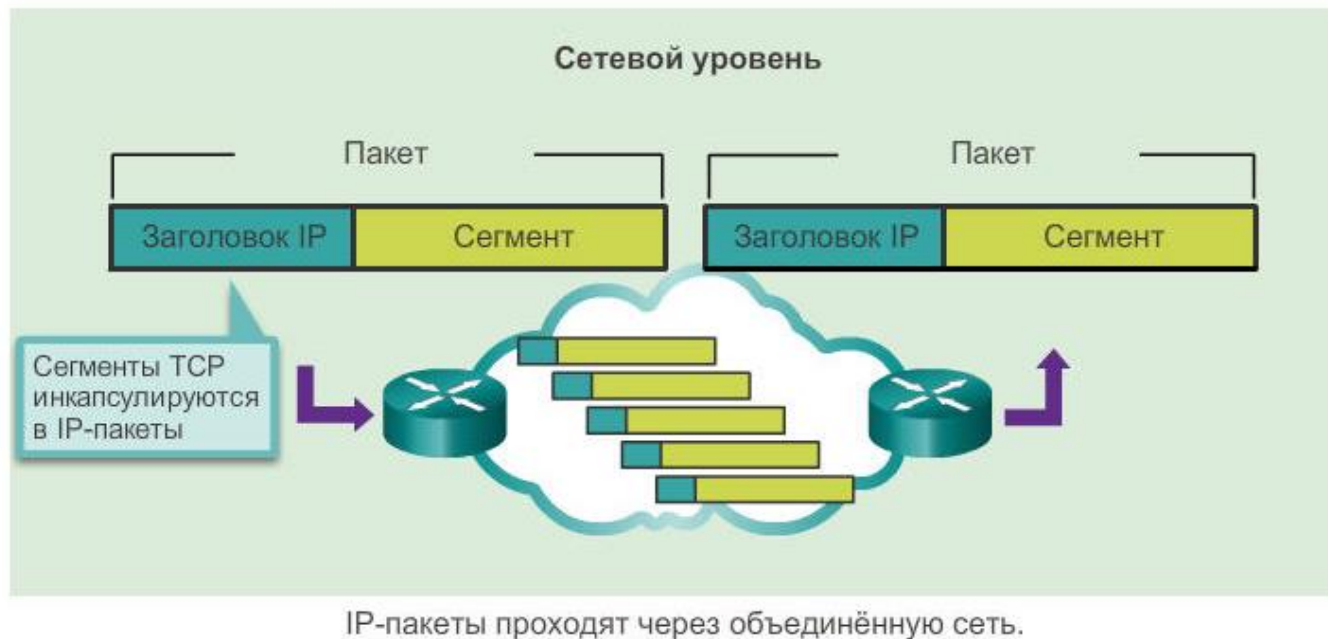 Сетевой уровень
Пакет
Пакет
Заголовок IP
Сегмент
Заголовок IP
Сегмент
Сегменты TCP
инкапсулируются
в IP-пакеты
IP-пакеты проходят через объединённую сеть.